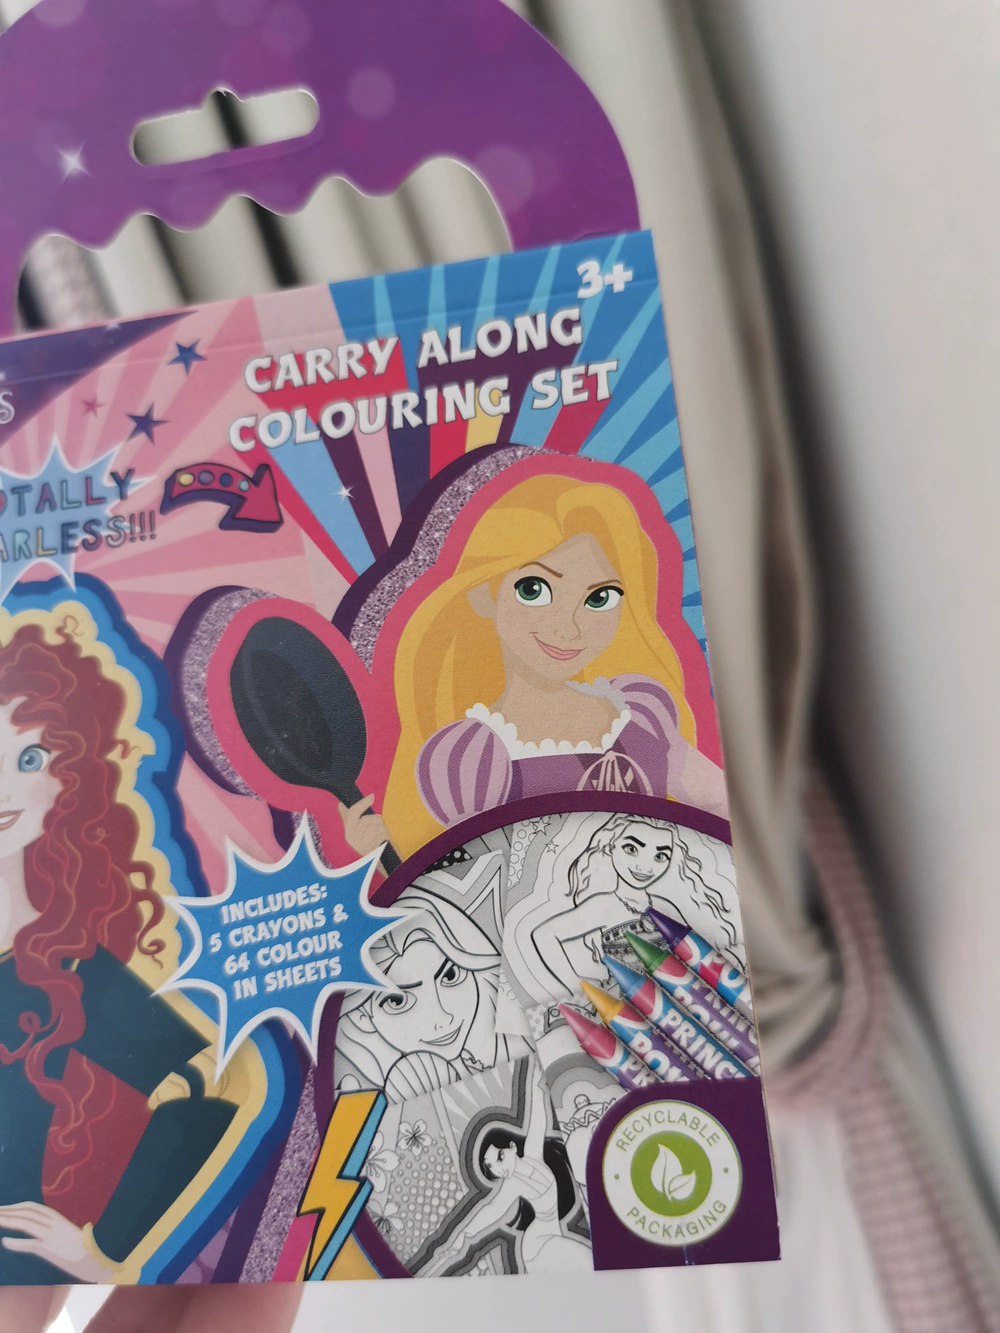 3+
CARRY ALONG
COLOURING SET
INCLUDES:
5 CRAYONS &
64 COLOUR
IN SHEETS
RECYCLABLE
PACKAGING